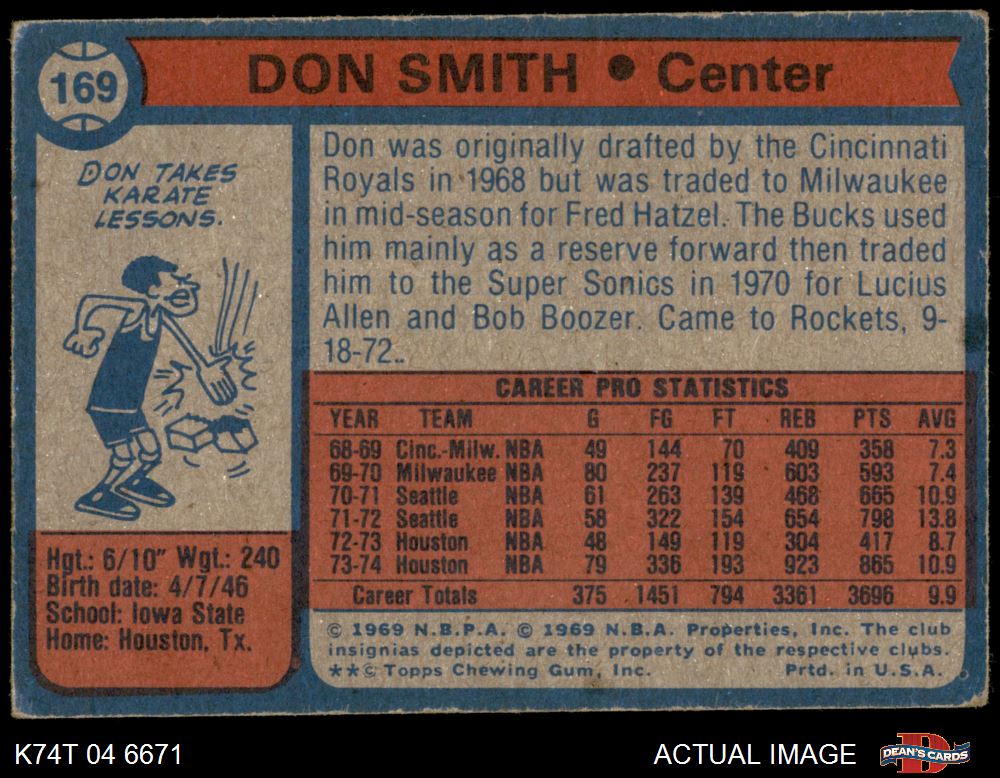 169
DON SMITH • Center
DON TAKES
KARATE
LESSONS.
Don was originally drafted by the Cincinnati
Royals in 1968 but was traded to Milwaukee
in mid-season for Fred Hatzel. The Bucks used
him mainly as a reserve forward then traded
him to the Super Sonics in 1970 for Lucius
Allen and Bob Boozer. Came to Rockets, 9-
18-72..
CAREER PRO STATISTICS
YEAR TEAM G FG FT REB PTS AVG
68-69 Cinc.-Milw. NBA 49 144 70 409 358 7.3
69-70 Milwaukee NBA 80 237 119 603 593 7.4
70-71 Seattle NBA 61 263 139 468 665 10.9
71-72 Seattle NBA 58 322 154 654 798 13.8
72-73 Houston NBA 48 149 119 304 417 8.7
73-74 Houston NBA 79 336 193 923 865 10.9
Career Totals 375 1451 794 3361 3696 9.9
Hgt.: 6/10" Wgt.: 240
Birth date: 4/7/46
School: Iowa State
Home: Houston, Tx.
© 1969 N.B.P.A. © 1969 N.B.A. Properties, Inc. The club
insignias depicted are the property of the respective clubs.
**© Topps Chewing Gum, Inc. Prtd. in U.S.A.
K74T 04 6671 ACTUAL IMAGE
D
DEAN'S CARDS